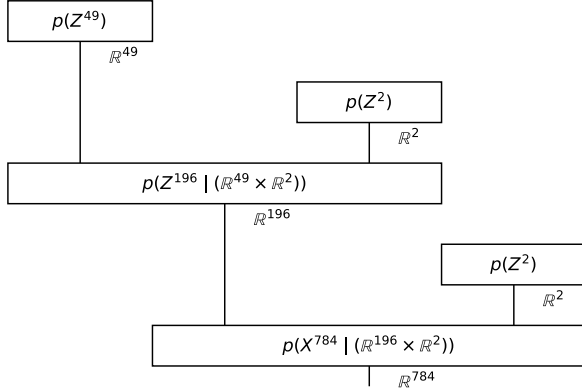 p(Z⁴⁹)
ℝ⁴⁹
p(Z²)
ℝ²
p(Z¹⁹⁶ | (ℝ⁴⁹ × ℝ²))
ℝ¹⁹⁶
p(Z²)
ℝ²
p(X⁷⁸⁴ | (ℝ¹⁹⁶ × ℝ²))
ℝ⁷⁸⁴